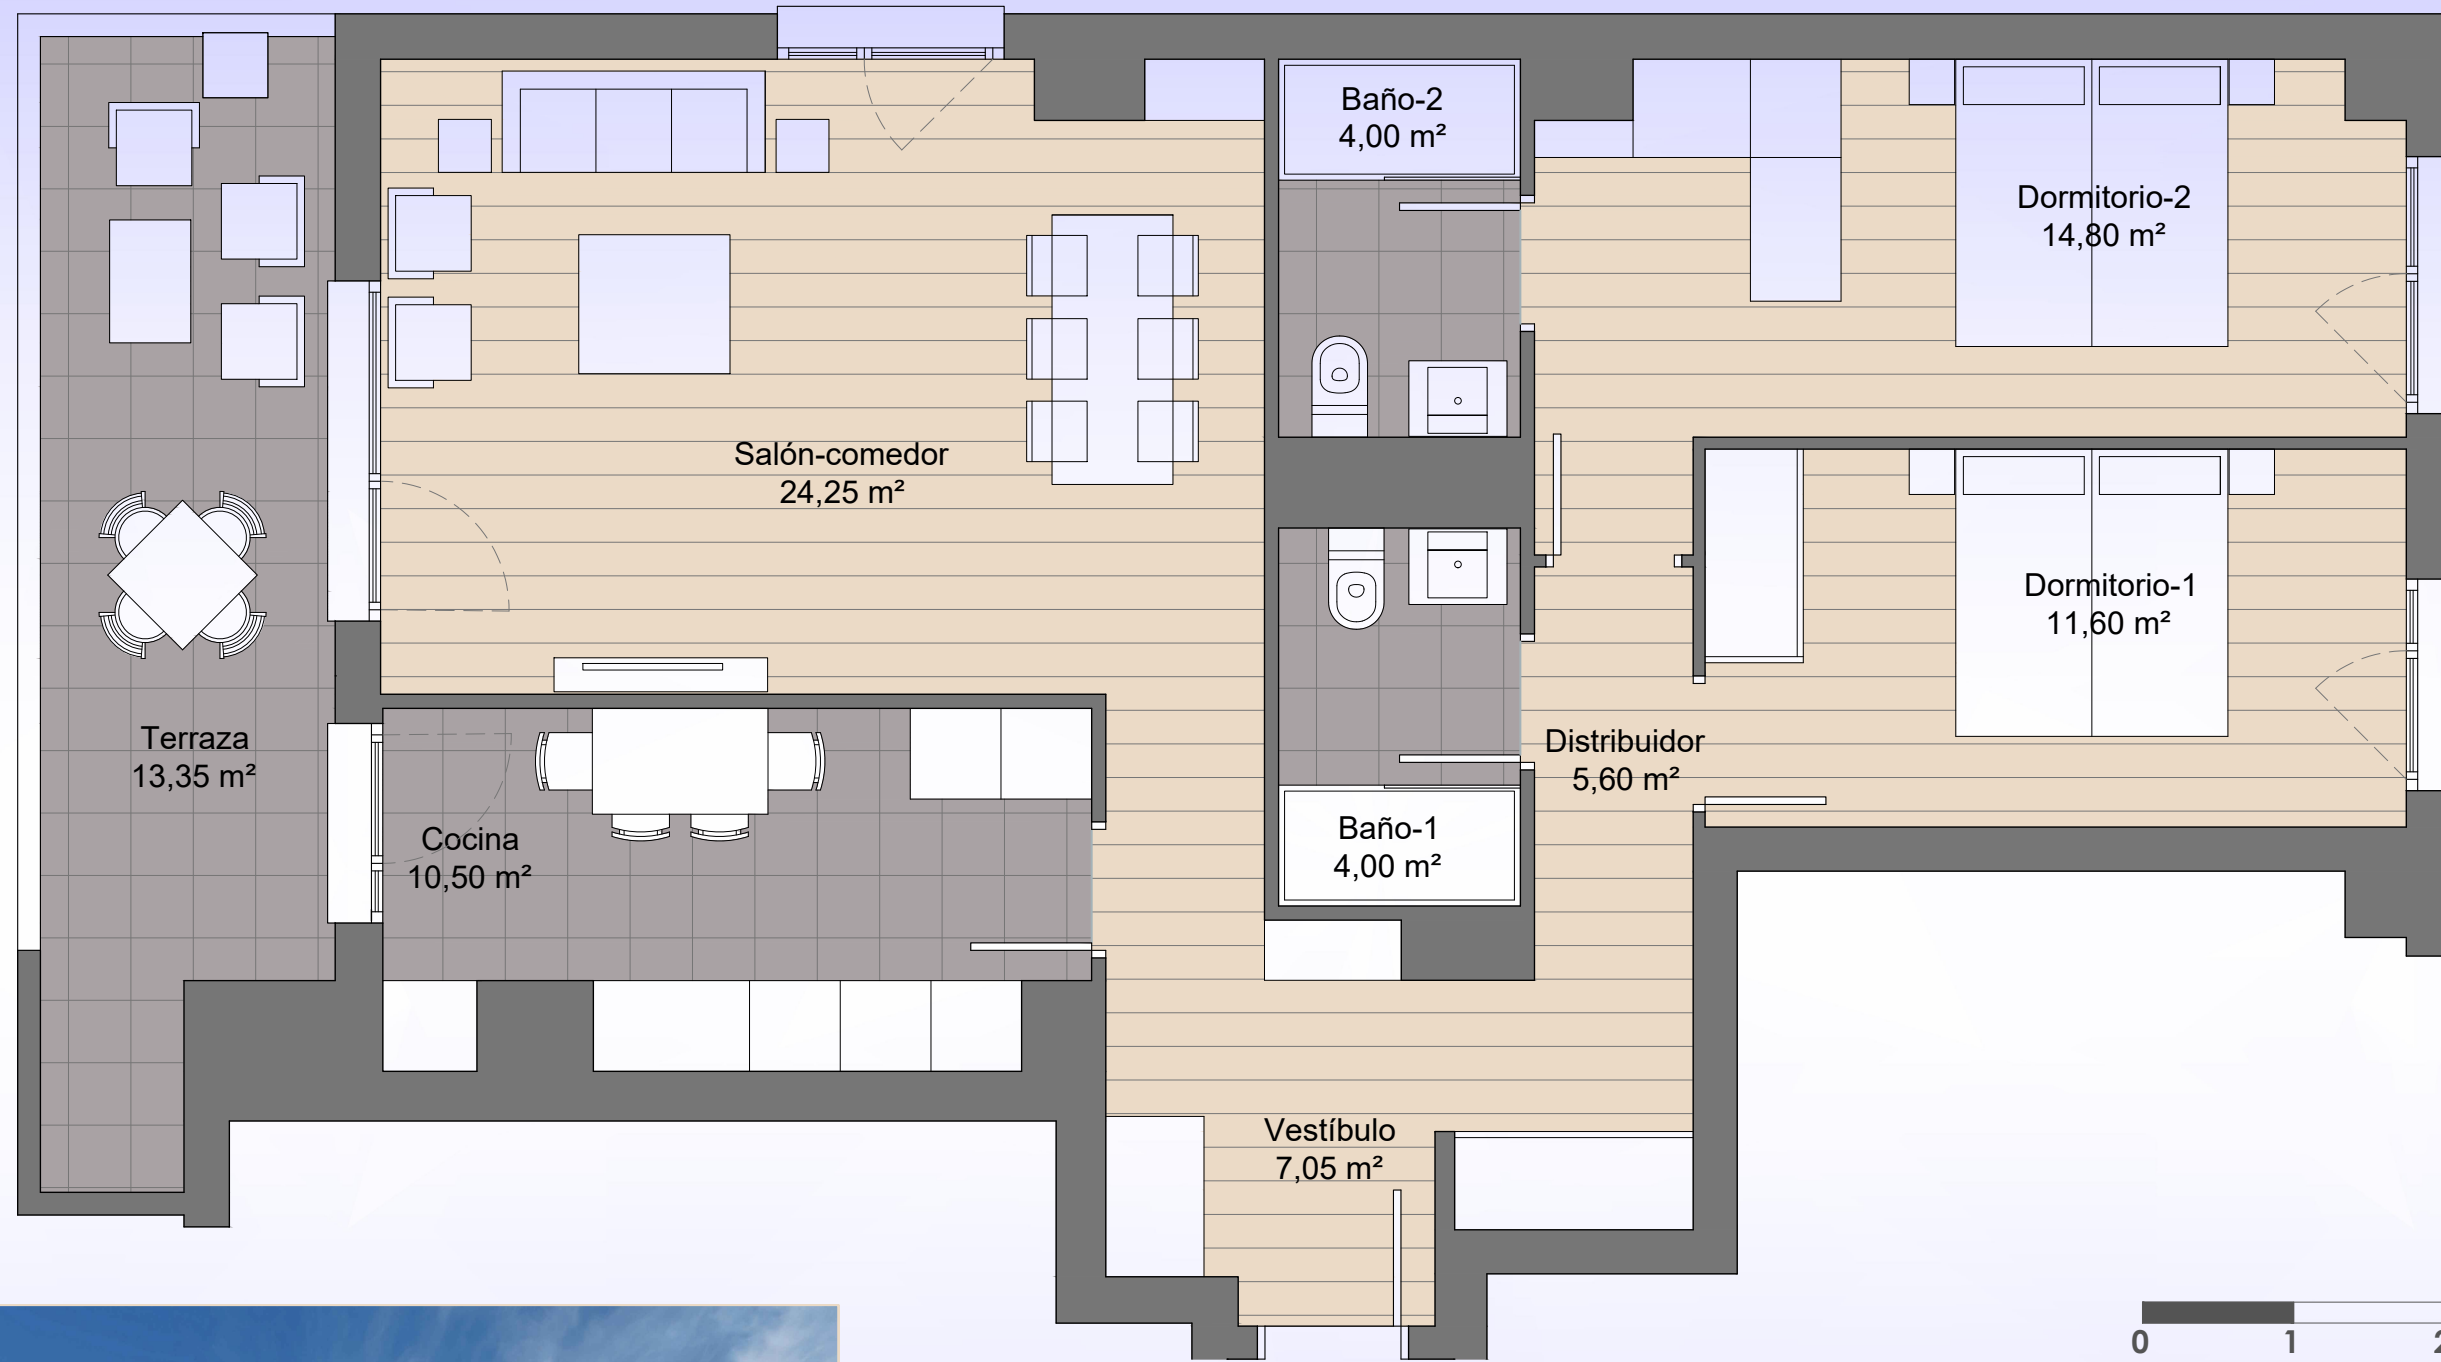 Baño-2
4,00 m²
Dormitorio-2
14,80 m²
Salón-comedor
24,25 m²
Dormitorio-1
11,60 m²
Terraza
13,35 m²
Distribuidor
5,60 m²
Cocina
10,50 m²
Baño-1
4,00 m²
Vestíbulo
7,05 m²
0 1 2